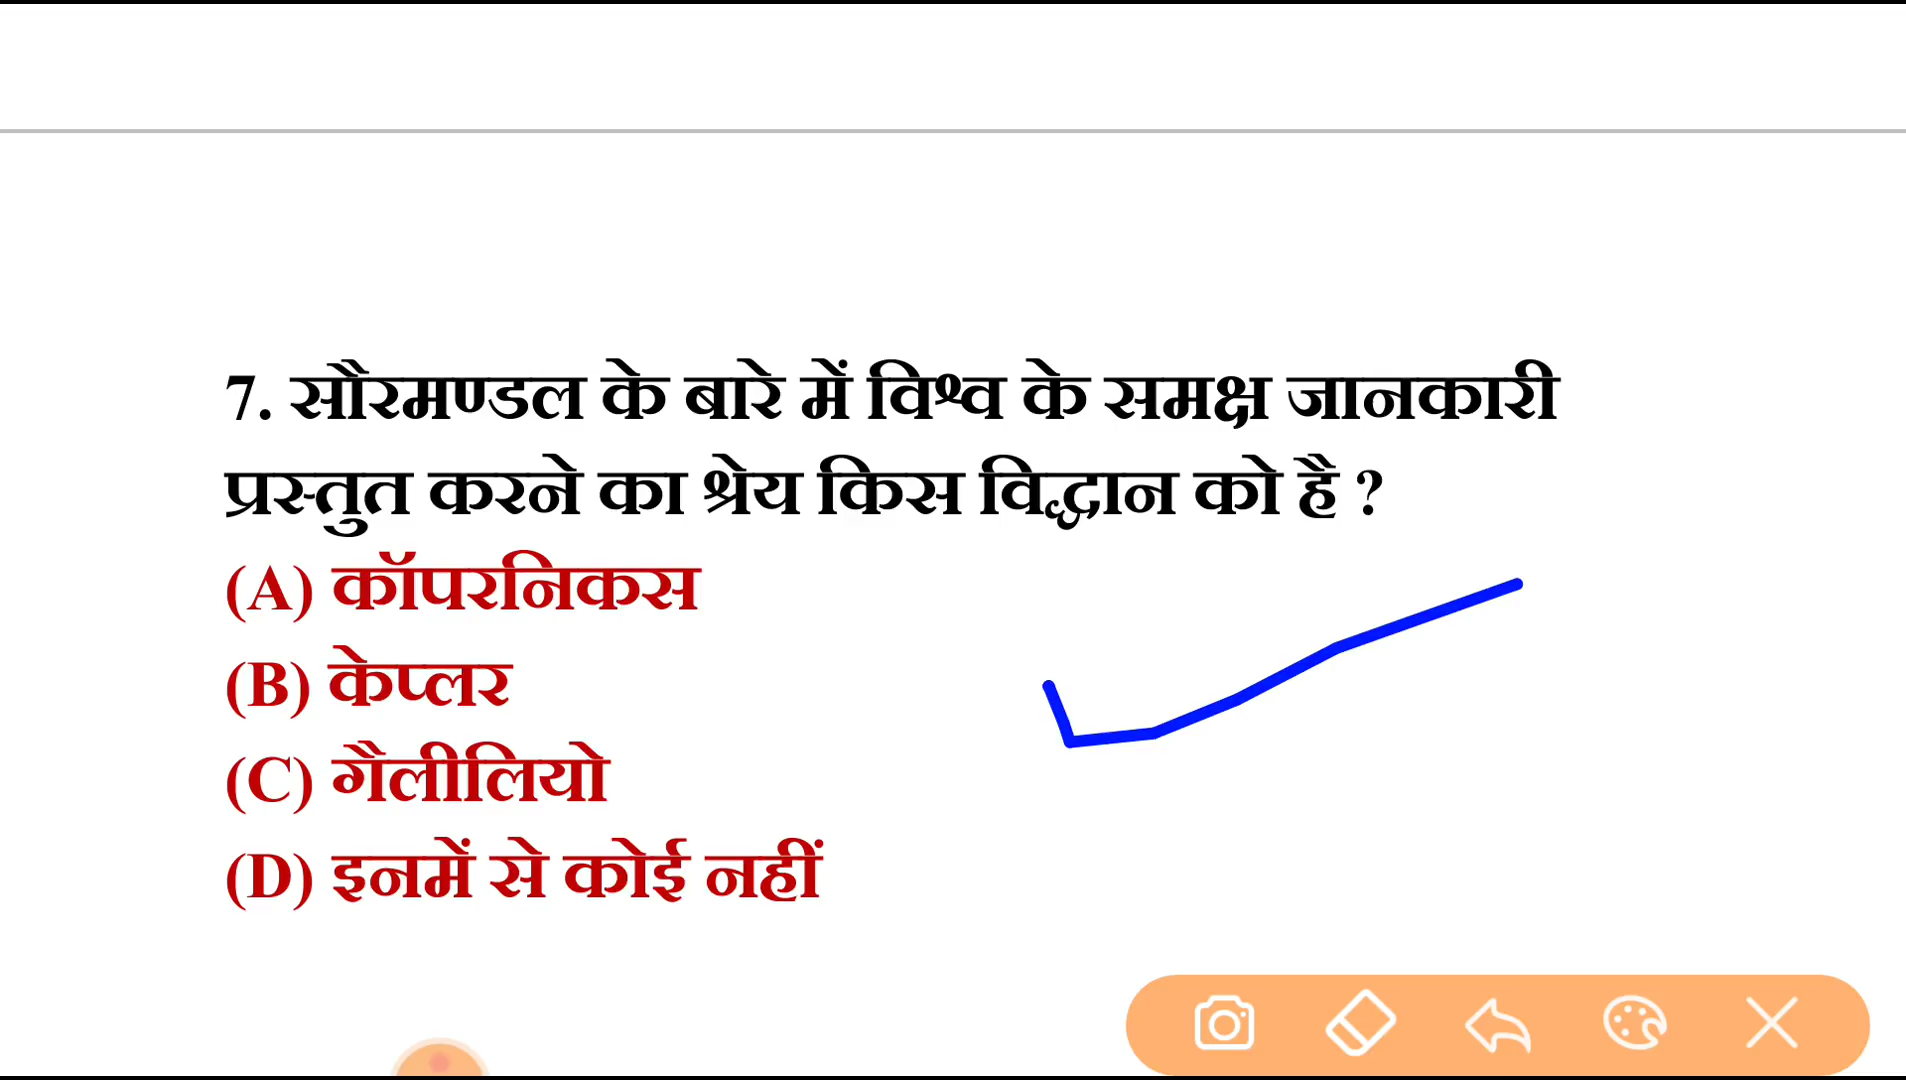 7. सौरमण्डल के बारे में विश्व के समक्ष जानकारी
प्रस्तुत करने का श्रेय किस विद्धान को है ?
(A) कॉपरनिकस
(B) केप्लर
(C) गैलीलियो
(D) इनमें से कोई नहीं